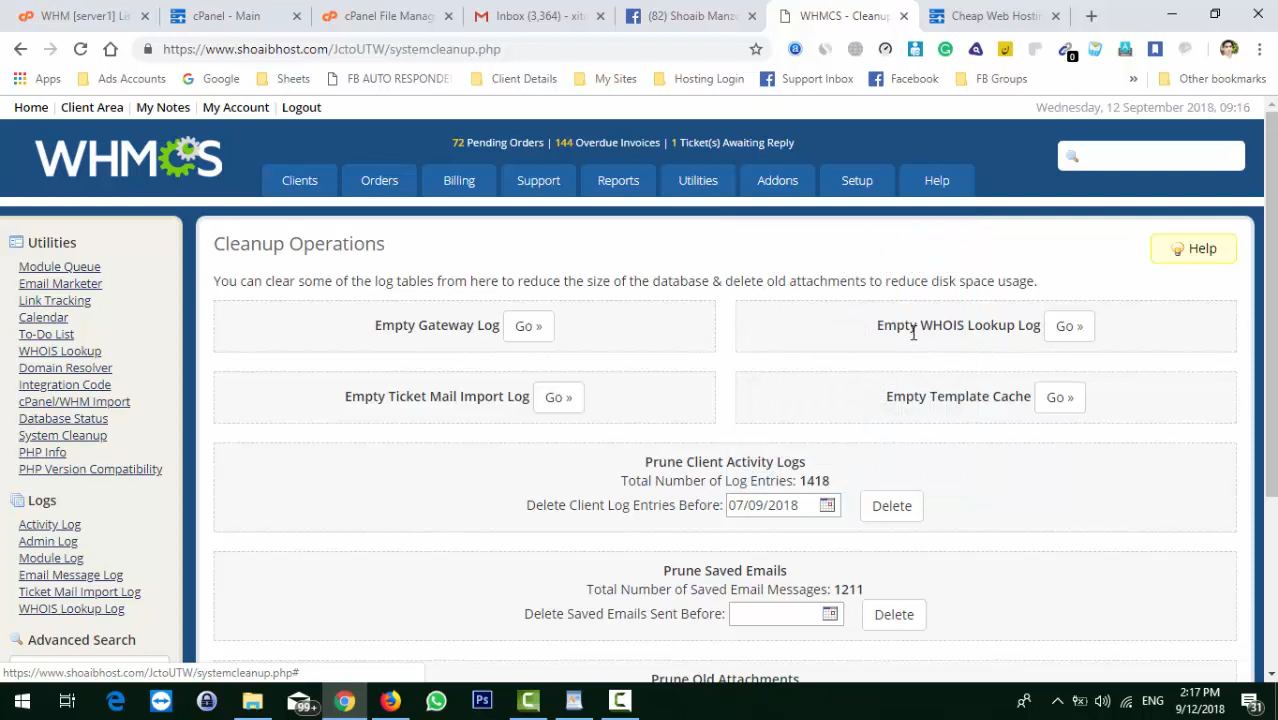 WHM [server1] L
cPanel - Main
cPanel File Manag
Inbox (3,364) - xit
(82) Shoaib Manz
WHMCS - Cleanu
Cheap Web Hosti
https://www.shoaibhost.com/JctoUTW/systemcleanup.php
0
Apps
Ads Accounts
Google
Sheets
FB AUTO RESPONDE
Client Details
My Sites
Hosting Login
Support Inbox
Facebook
FB Groups
»
Other bookmarks
Home
Client Area
My Notes
My Account
Logout
Wednesday, 12 September 2018, 09:16
WHMCS
72 Pending Orders | 144 Overdue Invoices | 1 Ticket(s) Awaiting Reply
Clients
Orders
Billing
Support
Reports
Utilities
Addons
Setup
Help
Utilities
Module Queue
Email Marketer
Link Tracking
Calendar
To-Do List
WHOIS Lookup
Domain Resolver
Integration Code
cPanel/WHM Import
Database Status
System Cleanup
PHP Info
PHP Version Compatibility
Logs
Activity Log
Admin Log
Module Log
Email Message Log
Ticket Mail Import Log
WHOIS Lookup Log
Advanced Search
Cleanup Operations
Help
You can clear some of the log tables from here to reduce the size of the database & delete old attachments to reduce disk space usage.
Empty Gateway Log Go »
Empty WHOIS Lookup Log Go »
Empty Ticket Mail Import Log Go »
Empty Template Cache Go »
Prune Client Activity Logs
Total Number of Log Entries: 1418
Delete Client Log Entries Before: 07/09/2018 Delete
Prune Saved Emails
Total Number of Saved Email Messages: 1211
Delete Saved Emails Sent Before: Delete
Prune Old Attachments
https://www.shoaibhost.com/JctoUTW/systemcleanup.php#
99+
Ps
ENG
2:17 PM
9/12/2018
31